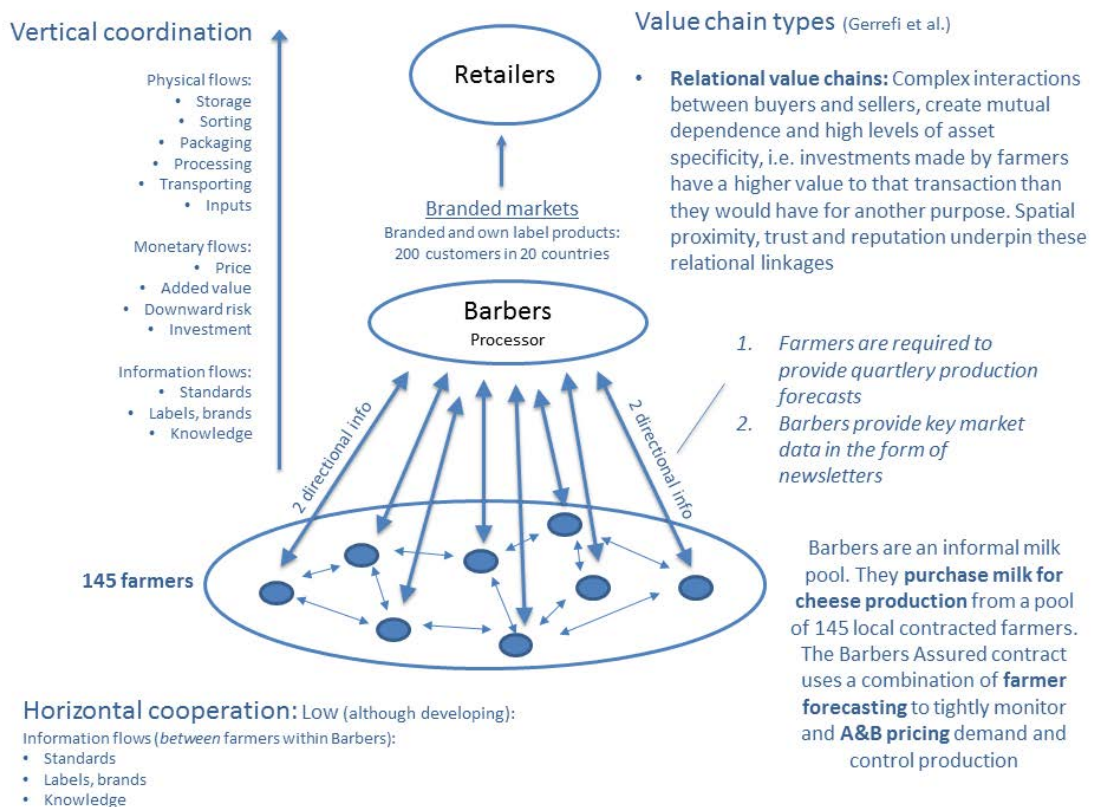 Vertical coordination
Physical flows:
• Storage
• Sorting
• Packaging
• Processing
• Transporting
• Inputs
Monetary flows:
• Price
• Added value
• Downward risk
• Investment
Information flows:
• Standards
• Labels, brands
• Knowledge
Retailers
Branded markets
Branded and own label products:
200 customers in 20 countries
Barbers
Processor
2 directional info
2 directional info
145 farmers
Value chain types (Gerrefi et al.)
• Relational value chains: Complex interactions
between buyers and sellers, create mutual
dependence and high levels of asset
specificity, i.e. investments made by farmers
have a higher value to that transaction than
they would have for another purpose. Spatial
proximity, trust and reputation underpin these
relational linkages
1. Farmers are required to
provide quartlery production
forecasts
2. Barbers provide key market
data in the form of
newsletters
Barbers are an informal milk
pool. They purchase milk for
cheese production from a pool
of 145 local contracted farmers.
The Barbers Assured contract
uses a combination of farmer
forecasting to tightly monitor
and A&B pricing demand and
control production
Horizontal cooperation: Low (although developing):
Information flows (between farmers within Barbers):
• Standards
• Labels, brands
• Knowledge